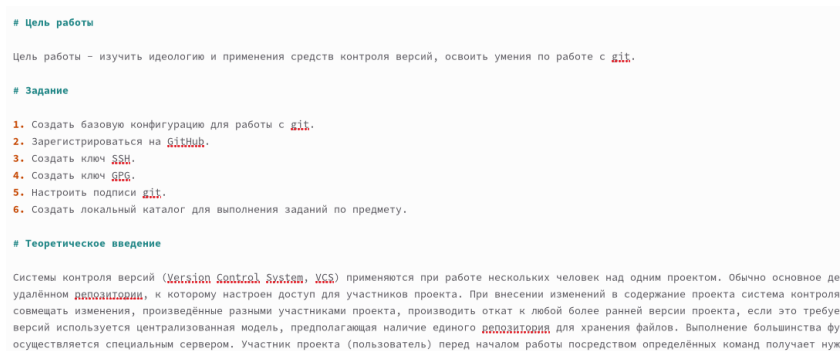 # Цель работы
Цель работы – изучить идеологию и применения средств контроля версий, освоить умения по работе с git.
# Задание
1. Создать базовую конфигурацию для работы с git.
2. Зарегистрироваться на GitHub.
3. Создать ключ SSH.
4. Создать ключ GPG.
5. Настроить подписи git.
6. Создать локальный каталог для выполнения заданий по предмету.
# Теоретическое введение
Системы контроля версий (Version Control System, VCS) применяются при работе нескольких человек над одним проектом. Обычно основное де
удалённом репозитории, к которому настроен доступ для участников проекта. При внесении изменений в содержание проекта система контроля
совмещать изменения, произведённые разными участниками проекта, производить откат к любой более ранней версии проекта, если это требуе
версий используется централизованная модель, предполагающая наличие единого репозитория для хранения файлов. Выполнение большинства фу
осуществляется специальным сервером. Участник проекта (пользователь) перед началом работы посредством определённых команд получает нуж